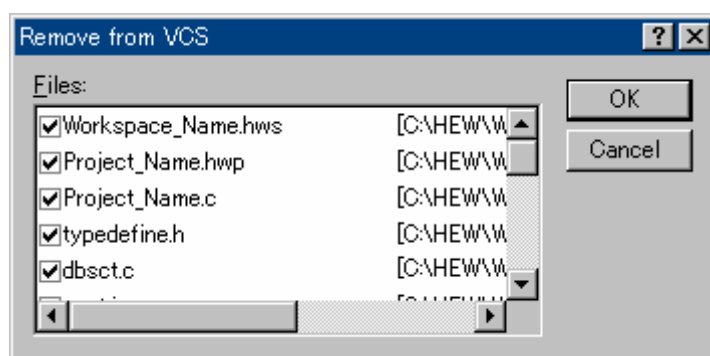 Remove from VCS
Files:
OK
Cancel
Workspace_Name.hws [C:\HEW\W
Project_Name.hwp [C:\HEW\W
Project_Name.c [C:\HEW\W
typedefine.h [C:\HEW\W
dbsct.c [C:\HEW\W